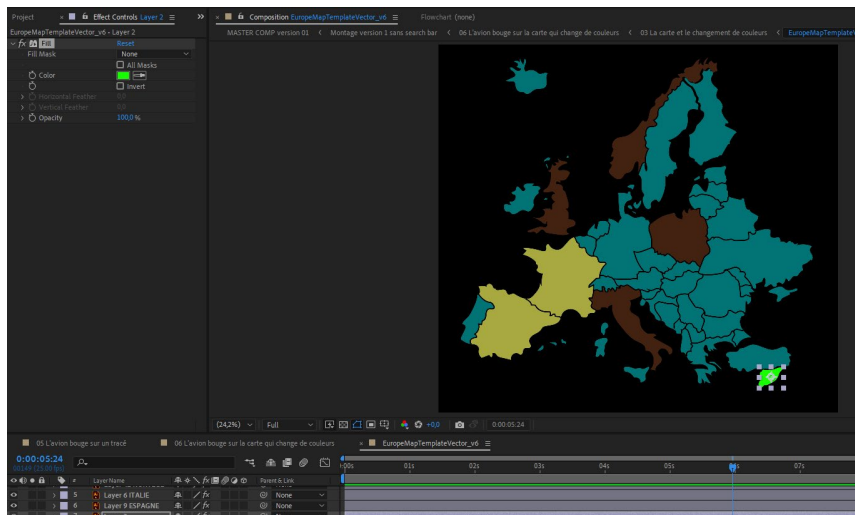 Project
Effect Controls Layer 2
Composition EuropeMapTemplateVector_v6
Flowchart (none)
EuropeMapTemplateVector_v6 - Layer 2
MASTER COMP version 01 < Montage version 1 sans search bar < 06 L'avion bouge sur la carte qui change de couleurs < 03 La carte et le changement de couleurs < EuropeMapTemplateV
fx Fill Reset
Fill Mask None
All Masks
Color
Invert
Horizontal Feather 0,0
Vertical Feather 0,0
Opacity 100,0 %
(24,2%) Full +0,0 0:00:05:24
05 L'avion bouge sur un tracé
06 L'avion bouge sur la carte qui change de couleurs
EuropeMapTemplateVector_v6
0:00:05:24
00149 (25.00 fps)
:00s 01s 02s 03s 04s 05s 06s 07s
# Layer Name Parent & Link
5 Layer 6 ITALIE None
6 Layer 9 ESPAGNE None